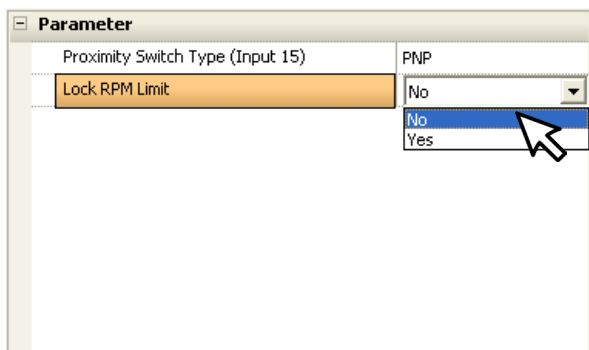 Parameter
Proximity Switch Type (Input 15) PNP
Lock RPM Limit No
No
Yes